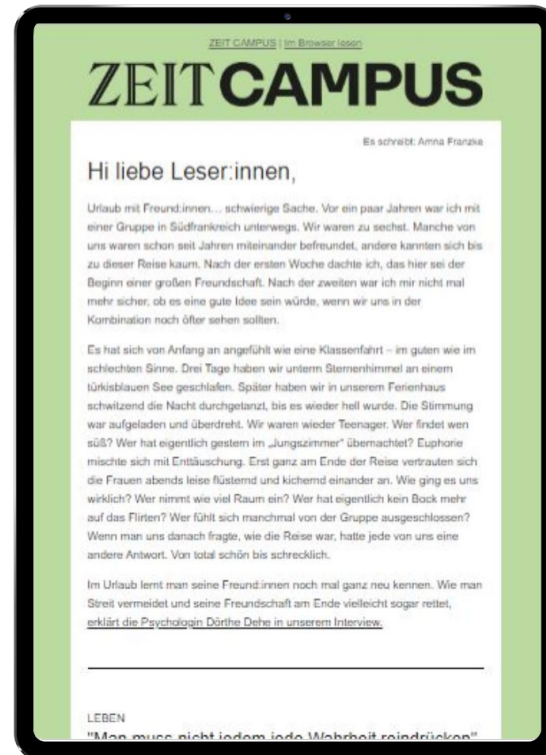 ZEIT CAMPUS | Im Browser lesen
ZEIT CAMPUS
Es schreibt: Amna Franzke
Hi liebe Leser:innen,
Urlaub mit Freund:innen… schwierige Sache. Vor ein paar Jahren war ich mit
einer Gruppe in Südfrankreich unterwegs. Wir waren zu sechst. Manche von
uns waren schon seit Jahren miteinander befreundet, andere kannten sich bis
zu dieser Reise kaum. Nach der ersten Woche dachte ich, das hier sei der
Beginn einer großen Freundschaft. Nach der zweiten war ich mir nicht mal
mehr sicher, ob es eine gute Idee sein würde, wenn wir uns in der
Kombination noch öfter sehen sollten.
Es hat sich von Anfang an angefühlt wie eine Klassenfahrt – im guten wie im
schlechten Sinne. Drei Tage haben wir unterm Sternenhimmel an einem
türkisblauen See geschlafen. Später haben wir in unserem Ferienhaus
schwitzend die Nacht durchgetanzt, bis es wieder hell wurde. Die Stimmung
war aufgeladen und überdreht. Wir waren wieder Teenager. Wer findet wen
süß? Wer hat eigentlich gestern im „Jungszimmer“ übernachtet? Euphorie
mischte sich mit Enttäuschung. Erst ganz am Ende der Reise vertrauten sich
die Frauen abends leise flüsternd und kichernd einander an. Wie ging es uns
wirklich? Wer nimmt wie viel Raum ein? Wer hat eigentlich kein Bock mehr
auf das Flirten? Wer fühlt sich manchmal von der Gruppe ausgeschlossen?
Wenn man uns danach fragte, wie die Reise war, hatte jede von uns eine
andere Antwort. Von total schön bis schrecklich.
Im Urlaub lernt man seine Freund:innen noch mal ganz neu kennen. Wie man
Streit vermeidet und seine Freundschaft am Ende vielleicht sogar rettet,
erklärt die Psychologin Dörthe Dehe in unserem Interview.
LEBEN
"Man muss nicht jedem jede Wahrheit reindrücken"